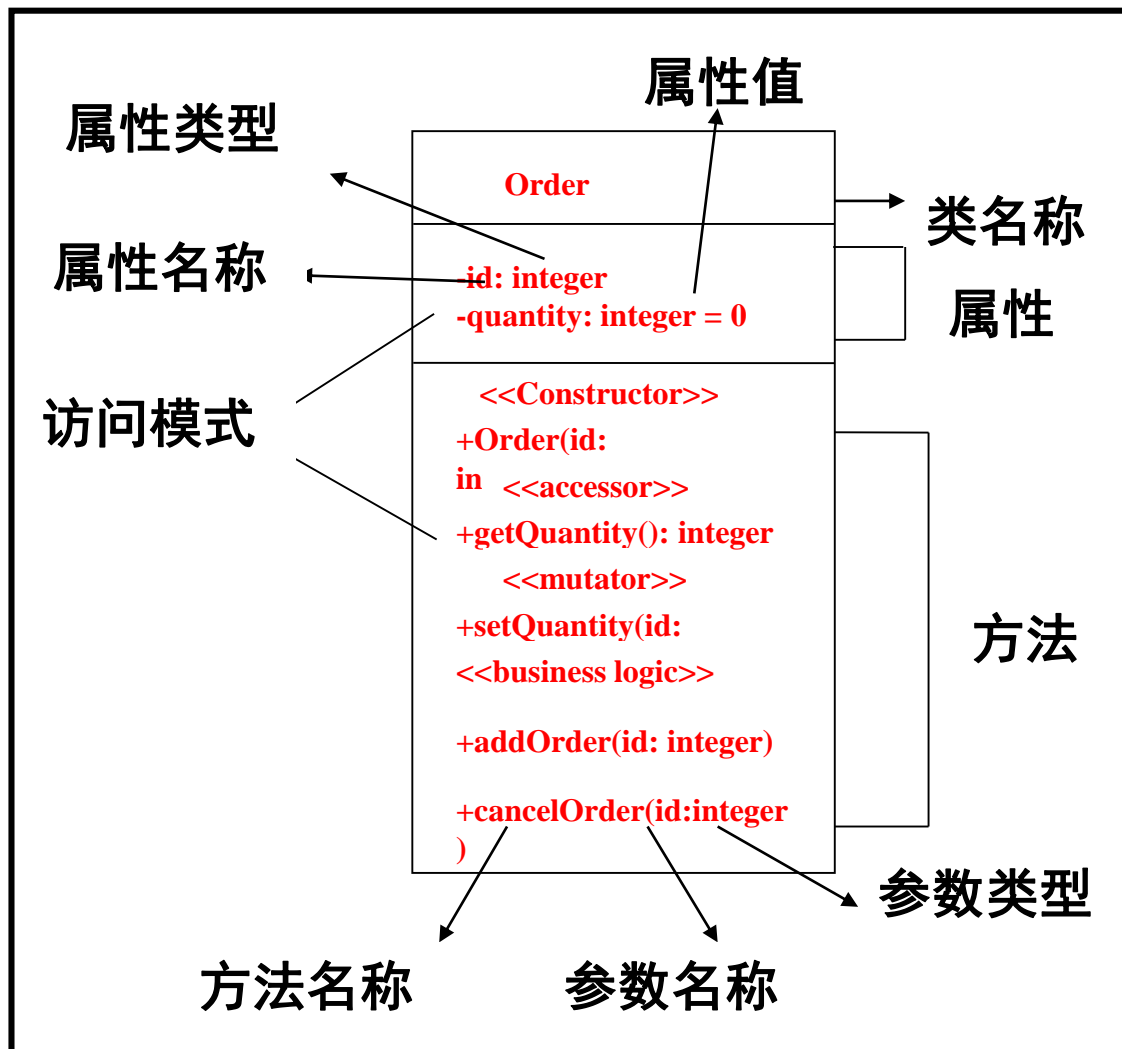 属性值
属性类型
Order
类名称
属性名称
-id: integer
属性
-quantity: integer = 0
<<Constructor>>
访问模式
+Order(id:
in
<<accessor>>
+getQuantity(): integer
<<mutator>>
+setQuantity(id:
方法
<<business logic>>
+addOrder(id: integer)
+cancelOrder(id:integer
)
参数类型
方法名称
参数名称